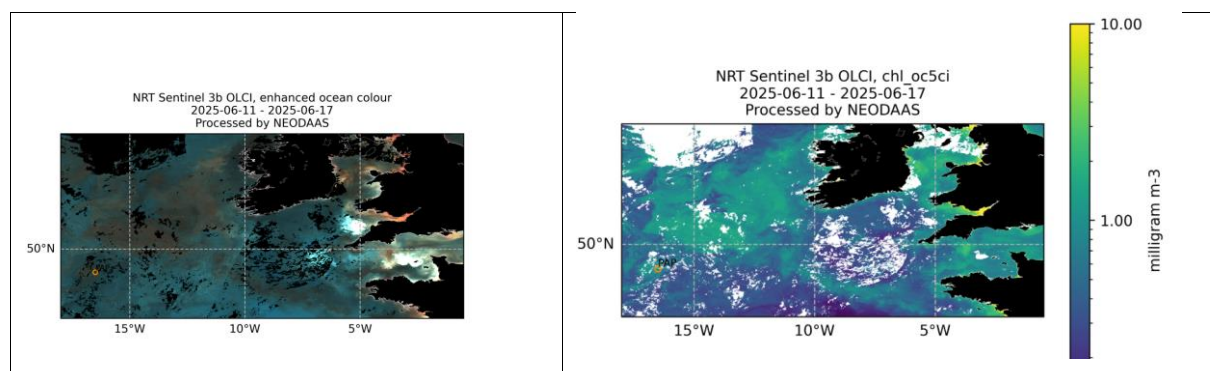 NRT Sentinel 3b OLCI, enhanced ocean colour
2025-06-11 - 2025-06-17
Processed by NEODAAS
50°N
15°W
10°W
5°W
NRT Sentinel 3b OLCI, chl_oc5ci
2025-06-11 - 2025-06-17
Processed by NEODAAS
50°N
PAP
15°W
10°W
5°W
10.00
1.00
milligram m-3